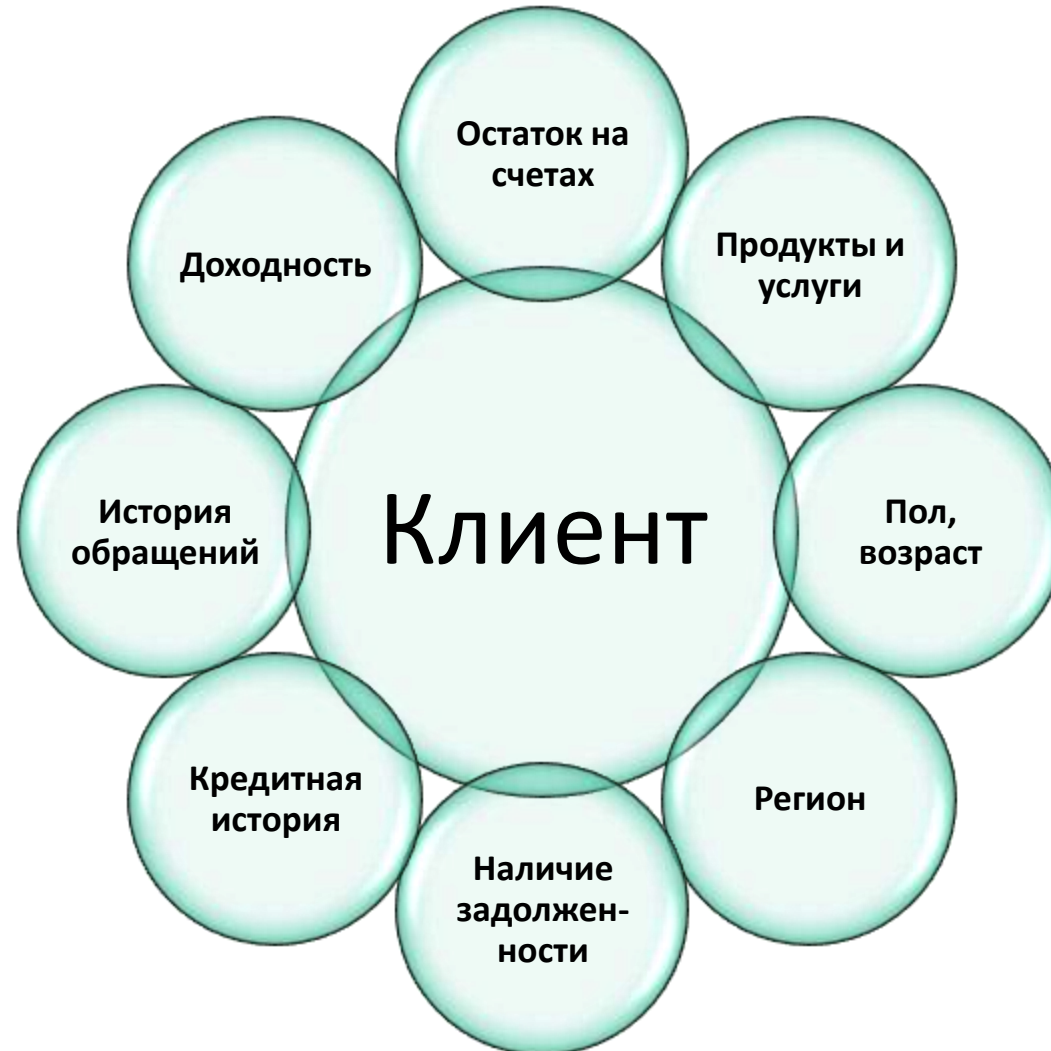 Остаток на
счетах
Продукты и
услуги
Доходность
История
обращений
Клиент
Пол,
возраст
Кредитная
история
Регион
Наличие
задолжен-
ности